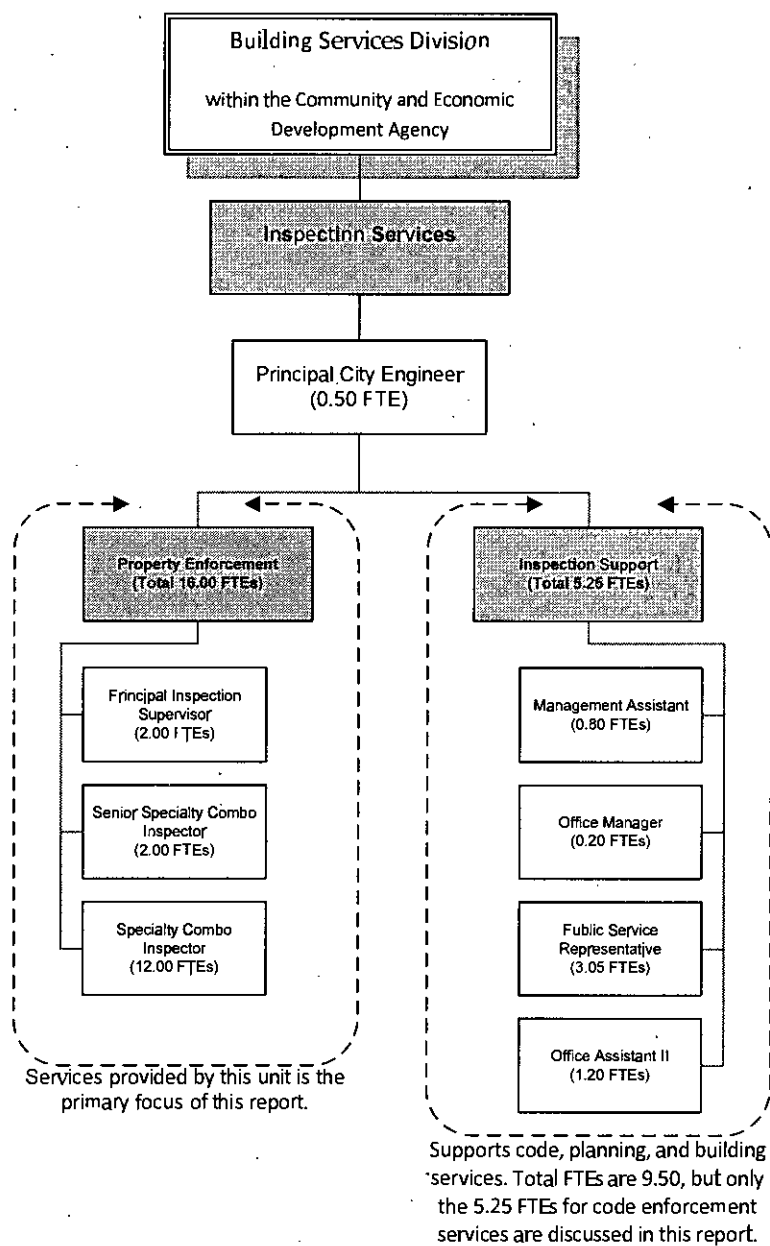 Building Services Division
within the Community and Economic
Development Agency
Inspection Services
Principal City Engineer
(0.50 FTE)
Property Enforcement
(Total 16.00 FTEs)
Principal Inspection
Supervisor
(2.00 FTEs)
Senior Specialty Combo
Inspector
(2.00 FTEs)
Specialty Combo
Inspector
(12.00 FTEs)
Services provided by this unit is the
primary focus of this report.
Inspection Support
(Total 5.25 FTEs)
Management Assistant
(0.80 FTEs)
Office Manager
(0.20 FTEs)
Public Service
Representative
(3.05 FTEs)
Office Assistant II
(1.20 FTEs)
Supports code, planning, and building
services. Total FTEs are 9.50, but only
the 5.25 FTEs for code enforcement
services are discussed in this report.